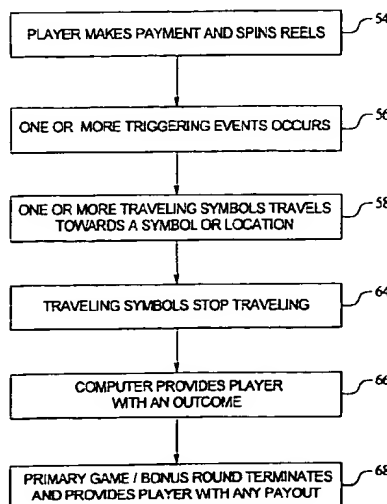 PLAYER MAKES PAYMENT AND SPINS REELS
54
ONE OR MORE TRIGGERING EVENTS OCCURS
56
ONE OR MORE TRAVELING SYMBOLS TRAVELS
TOWARDS A SYMBOL OR LOCATION
58
TRAVELING SYMBOLS STOP TRAVELING
64
COMPUTER PROVIDES PLAYER
WITH AN OUTCOME
66
PRIMARY GAME / BONUS ROUND TERMINATES
AND PROVIDES PLAYER WITH ANY PAYOUT
68